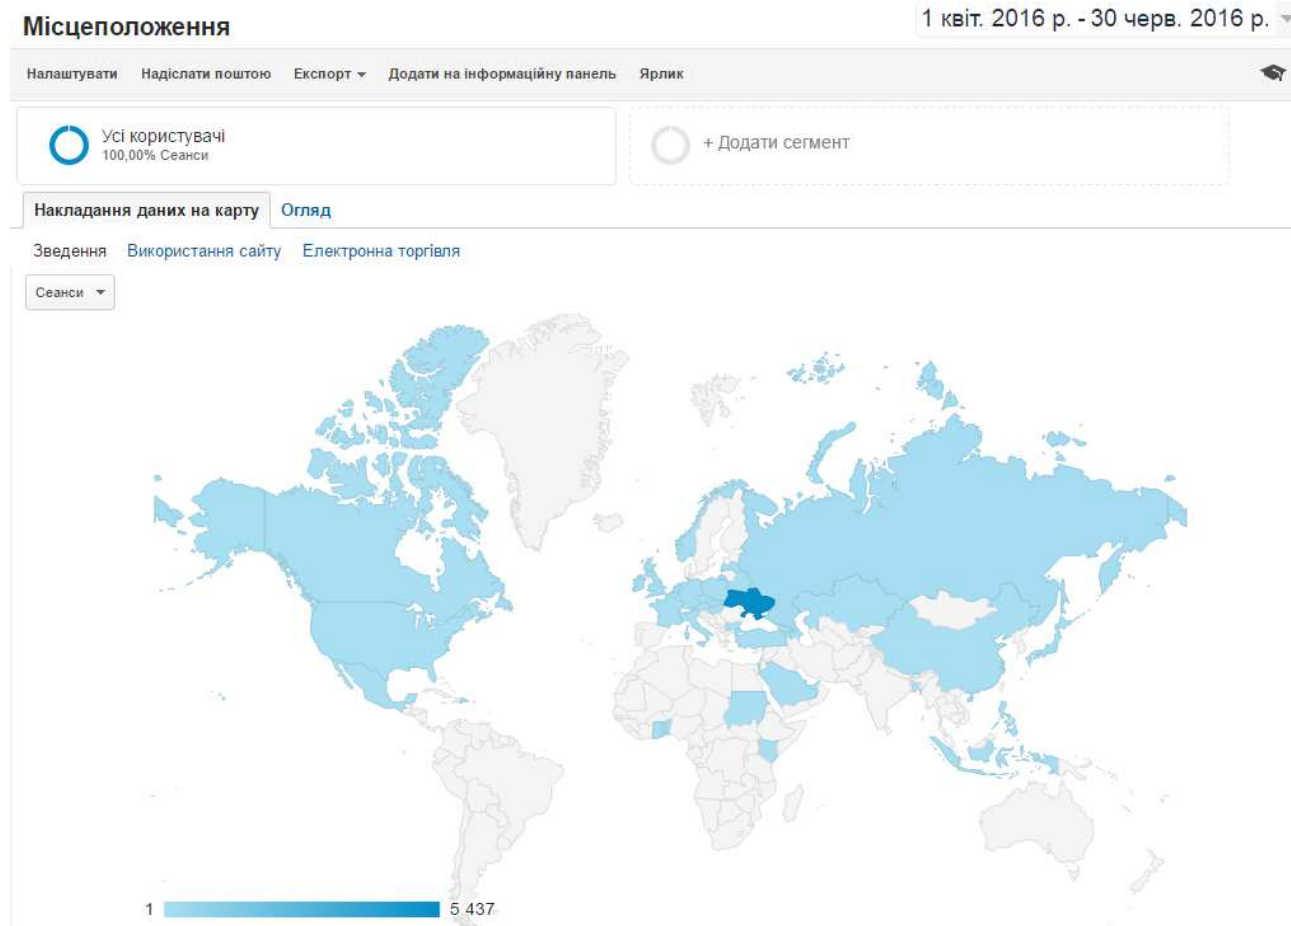 Місцеположення
1 квіт. 2016 р. - 30 черв. 2016 р.
Налаштувати Надіслати поштою Експорт Додати на інформаційну панель Ярлик
Усі користувачі
100,00% Сеанси
+ Додати сегмент
Накладання даних на карту Огляд
Зведення Використання сайту Електронна торгівля
Сеанси
1 5 437